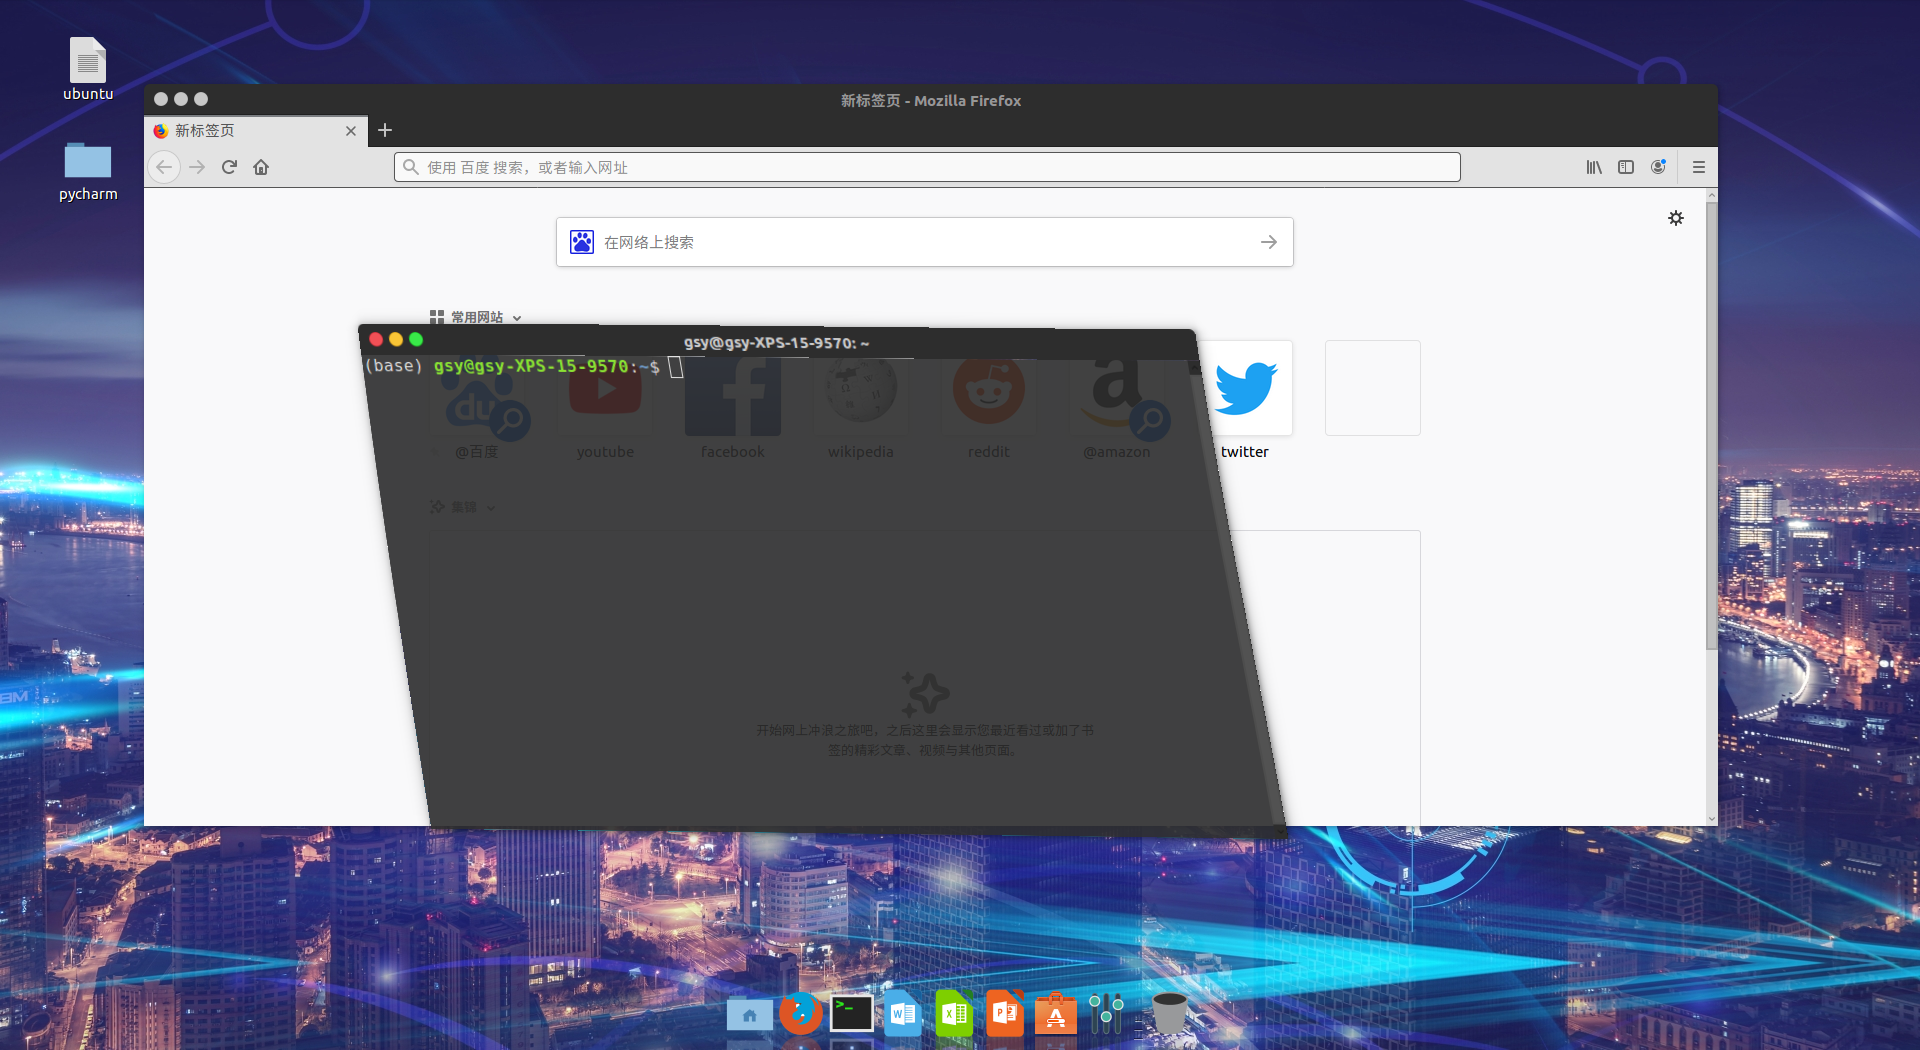 ubuntu
pycharm
新标签页 - Mozilla Firefox
新标签页
使用 百度 搜索，或者输入网址
在网络上搜索
常用网站
gsy@gsy-XPS-15-9570: ~
(base) gsy@gsy-XPS-15-9570:~$
du
f
a
@百度
youtube
facebook
wikipedia
reddit
@amazon
twitter
集锦
开始网上冲浪之旅吧，之后这里会显示您最近看过或加了书
签的精彩文章、视频与其他页面。
>_
W
X
P
A